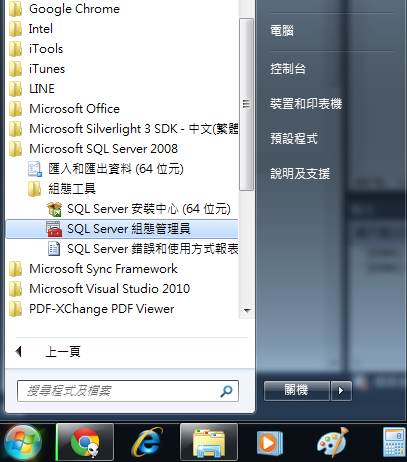 Google Chrome
Intel
iTools
iTunes
LINE
Microsoft Office
Microsoft Silverlight 3 SDK - 中文(繁體
Microsoft SQL Server 2008
匯入和匯出資料 (64 位元)
組態工具
SQL Server 安裝中心 (64 位元)
SQL Server 組態管理員
SQL Server 錯誤和使用方式報表
Microsoft Sync Framework
Microsoft Visual Studio 2010
PDF-XChange PDF Viewer
上一頁
搜尋程式及檔案
電腦
控制台
裝置和印表機
預設程式
說明及支援
關機